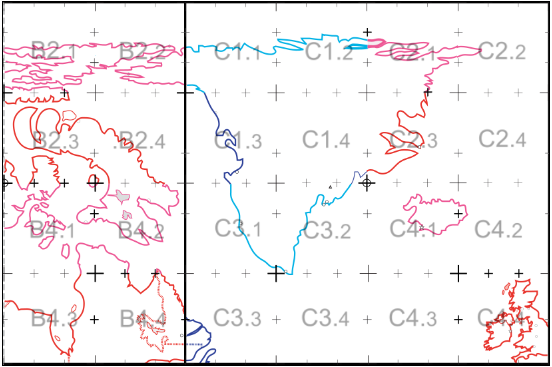 B2.1 B2.2 C1.1 C1.2 C2.1 C2.2
B2.3 B2.4 C1.3 C1.4 C2.3 C2.4
B4.1 B4.2 C3.1 C3.2 C4.1 C4.2
B4.3 B4.4 C3.3 C3.4 C4.3